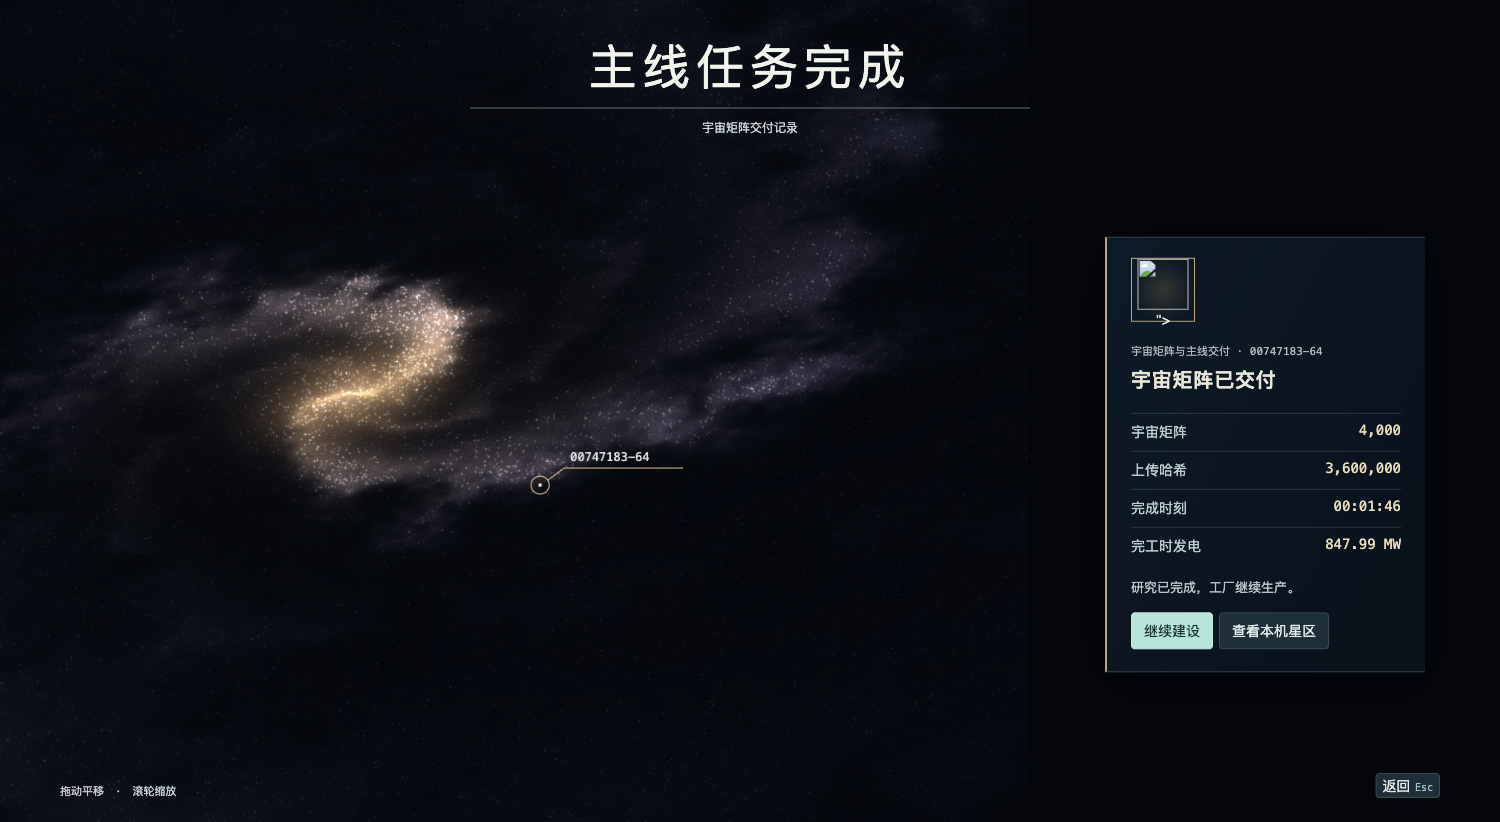 主线任务完成
宇宙矩阵交付记录
00747183-64
">
宇宙矩阵与主线交付 · 00747183-64
宇宙矩阵已交付
宇宙矩阵 4,000
上传哈希 3,600,000
完成时刻 00:01:46
完工时发电 847.99 MW
研究已完成，工厂继续生产。
继续建设 查看本机星区
拖动平移 · 滚轮缩放
返回 Esc